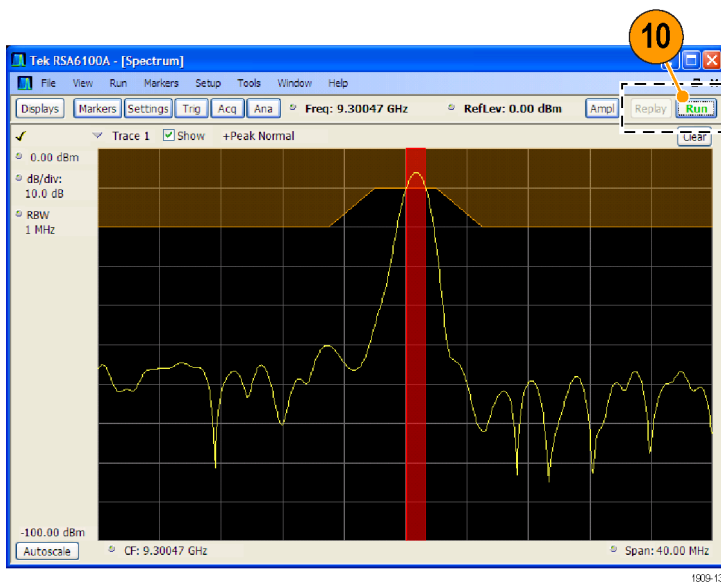 10
Tek RSA6100A - [Spectrum]
File View Run Markers Setup Tools Window Help
Displays Markers Settings Trig Acq Ana Freq: 9.30047 GHz RefLev: 0.00 dBm Ampl Replay Run
Trace 1 Show +Peak Normal Clear
0.00 dBm
dB/div:
10.0 dB
RBW
1 MHz
-100.00 dBm
Autoscale CF: 9.30047 GHz Span: 40.00 MHz